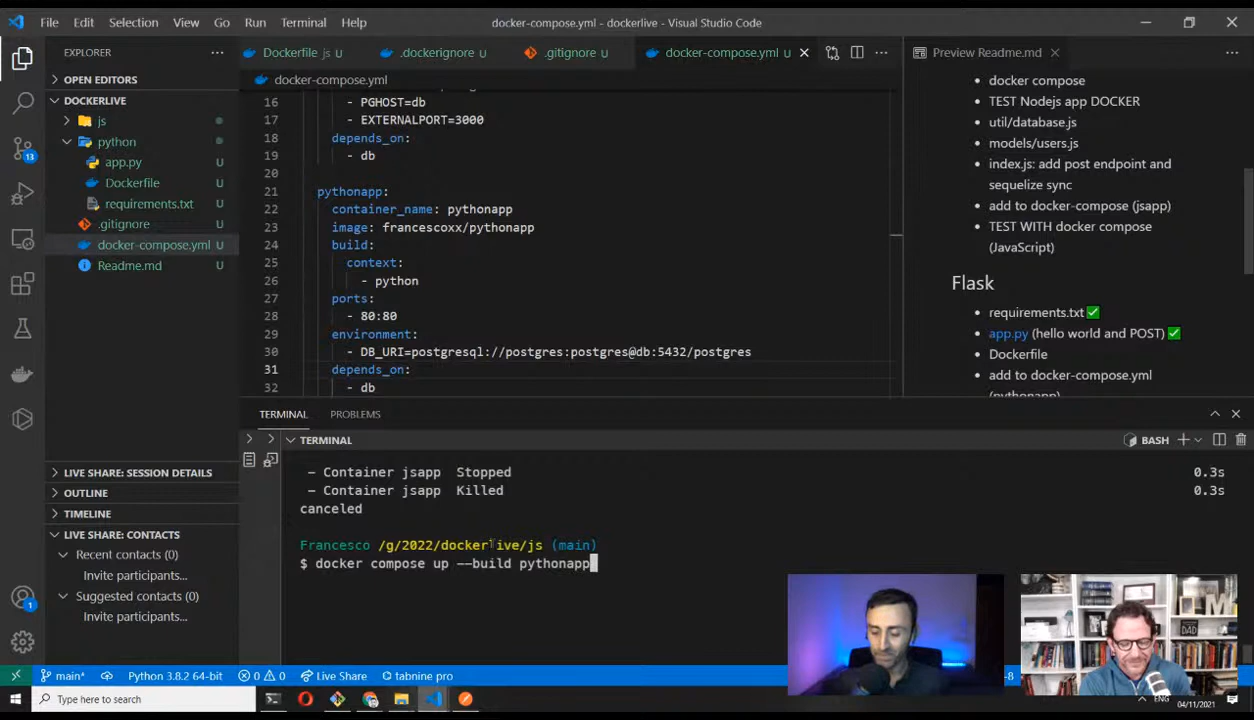 File Edit Selection View Go Run Terminal Help
docker-compose.yml - dockerlive - Visual Studio Code
EXPLORER
OPEN EDITORS
DOCKERLIVE
js
python
app.py U
Dockerfile U
requirements.txt U
.gitignore U
docker-compose.yml U
Readme.md U
LIVE SHARE: SESSION DETAILS
OUTLINE
TIMELINE
LIVE SHARE: CONTACTS
Recent contacts (0)
Invite participants...
Suggested contacts (0)
Invite participants...
13
1
Dockerfile js U
.dockerignore U
.gitignore U
docker-compose.yml U
docker-compose.yml
16 - PGHOST=db
17 - EXTERNALPORT=3000
18 depends_on:
19 - db
20
21 pythonapp:
22 container_name: pythonapp
23 image: francescoxx/pythonapp
24 build:
25 context:
26 - python
27 ports:
28 - 80:80
29 environment:
30 - DB_URI=postgresql://postgres:postgres@db:5432/postgres
31 depends_on:
32 - db
Preview Readme.md
docker compose
TEST Nodejs app DOCKER
util/database.js
models/users.js
index.js: add post endpoint and
sequelize sync
add to docker-compose (jsapp)
TEST WITH docker compose
(JavaScript)
Flask
requirements.txt ✅
app.py (hello world and POST) ✅
Dockerfile
add to docker-compose.yml
(pythonapp)
TERMINAL PROBLEMS
TERMINAL
BASH
- Container jsapp Stopped 0.3s
- Container jsapp Killed 0.3s
canceled
Francesco /g/2022/dockerlive/js (main)
$ docker compose up --build pythonapp
main*
Python 3.8.2 64-bit
0 0
Live Share
tabnine pro
-8
Type here to search
ENG
04/11/2021